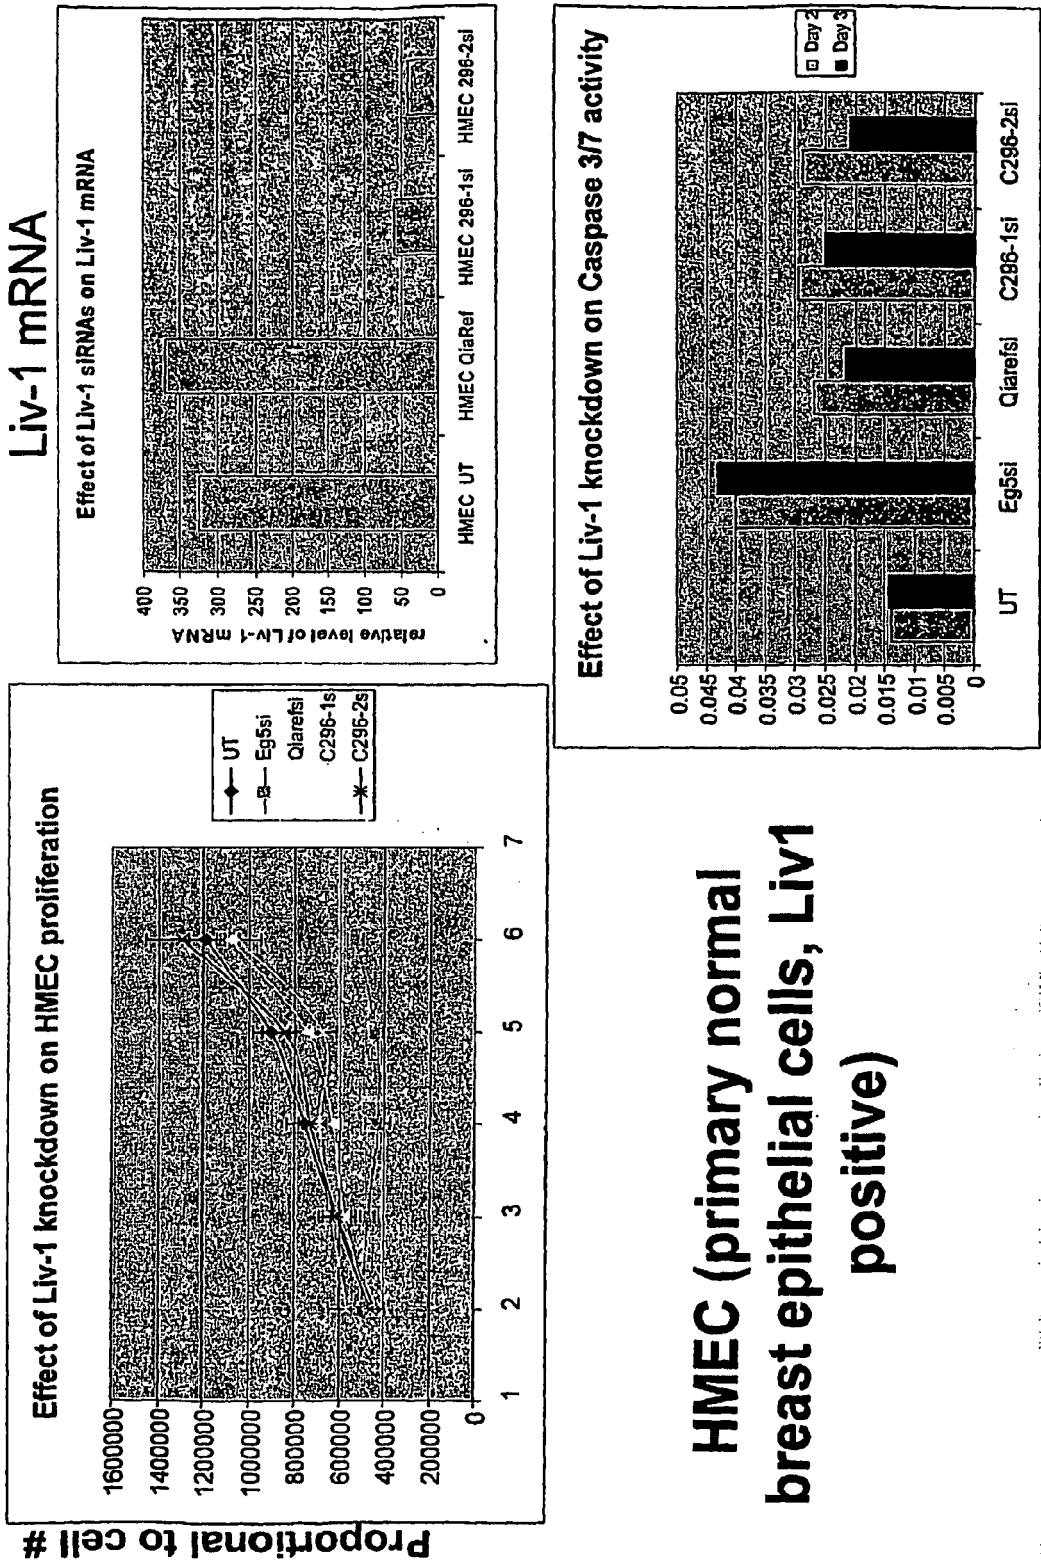 Liv-1 mRNA
Effect of Liv-1 knockdown on HMEC proliferation
Proportional to cell #
1600000
1400000
1200000
1000000
800000
600000
400000
200000
0
1
2
3
4
5
6
7
UT
Eg5si
Qiarefsi
C296-1s
C296-2s
Effect of Liv-1 siRNAs on Liv-1 mRNA
relative level of Liv-1 mRNA
400
350
300
250
200
150
100
50
0
HMEC UT
HMEC QiaRef
HMEC 296-1si
HMEC 296-2si
HMEC (primary normal
breast epithelial cells, Liv1
positive)
Effect of Liv-1 knockdown on Caspase 3/7 activity
0.05
0.045
0.04
0.035
0.03
0.025
0.02
0.015
0.01
0.005
0
UT
Eg5si
Qiarefsi
C296-1si
C296-2si
Day 2
Day 3